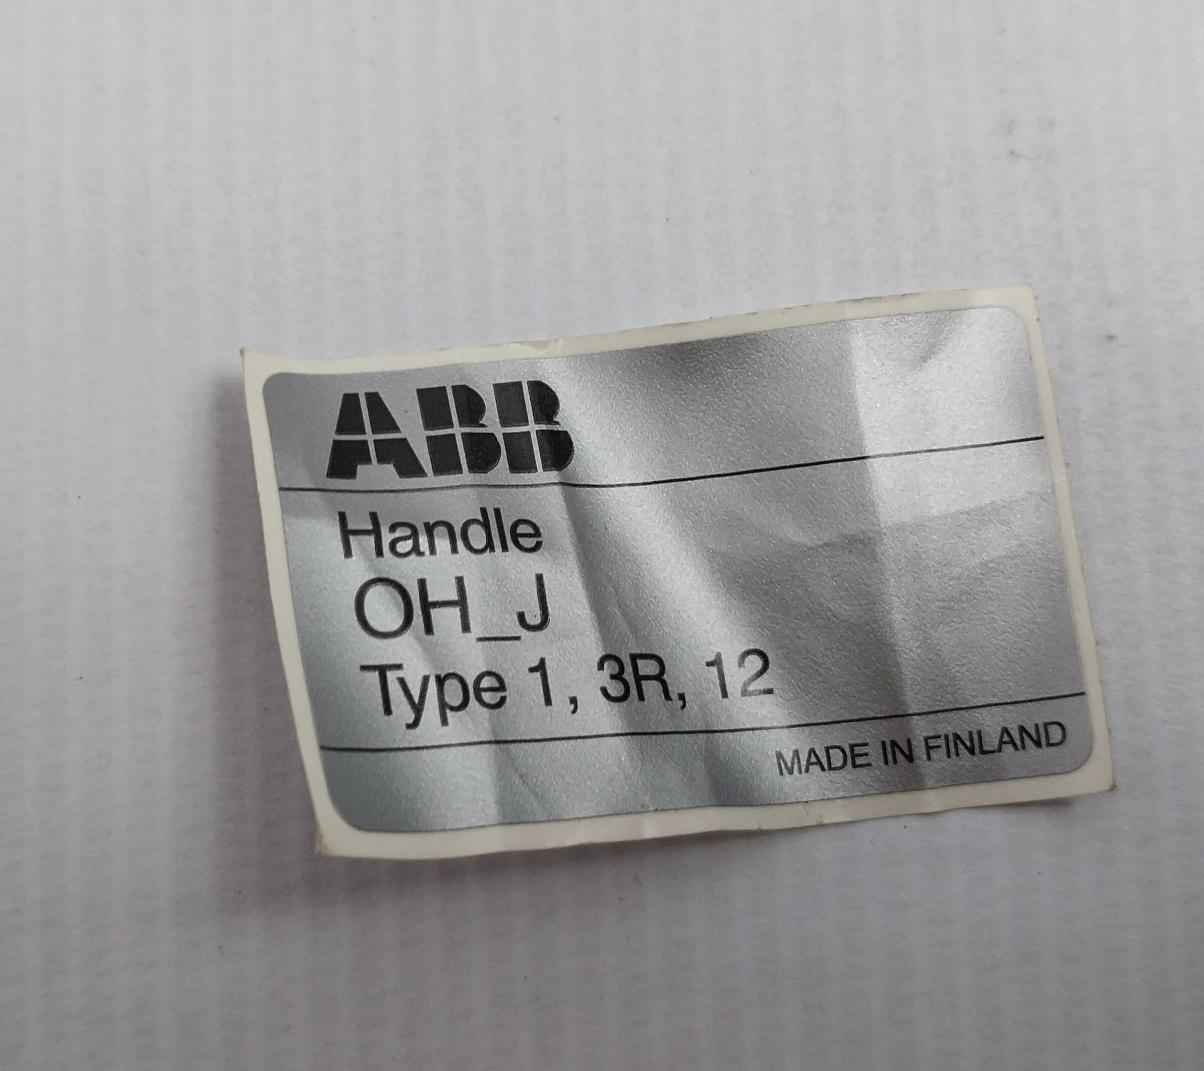 ABB
Handle
OH_J
Type 1, 3R, 12
MADE IN FINLAND